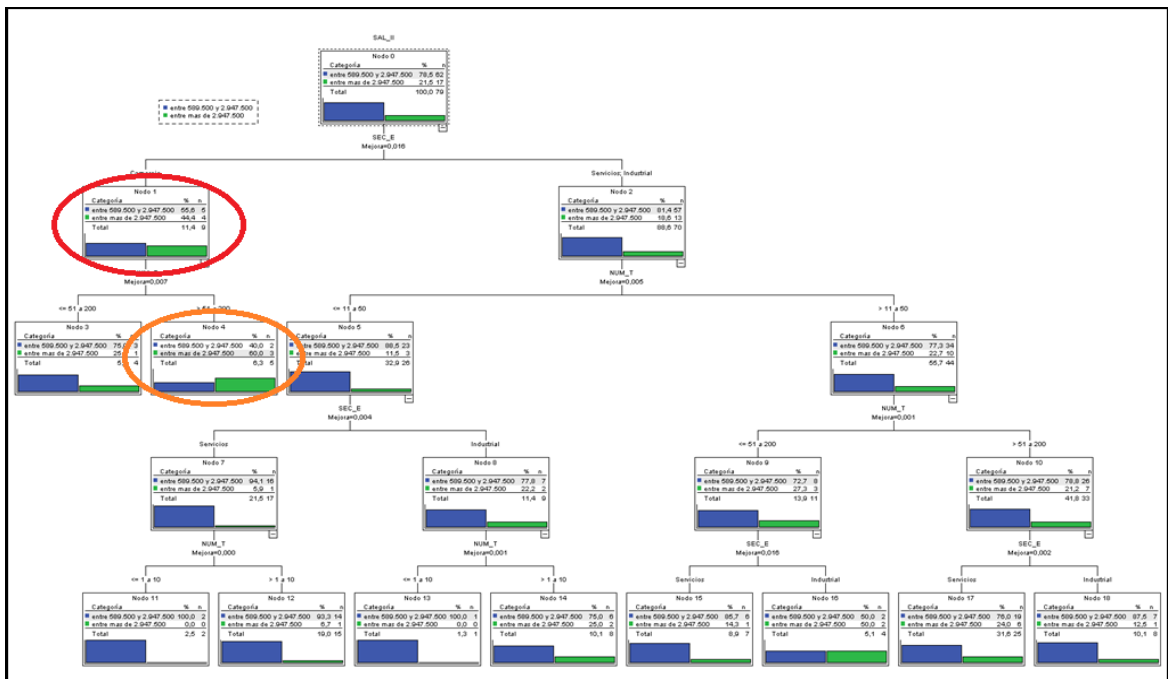 SAL_II
Nodo 0
Categoría % n
entre 589.500 y 2.947.500 78,5 62
entre mas de 2.947.500 21,5 17
Total 100,0 79
entre 589.500 y 2.947.500
entre mas de 2.947.500
SEC_E
Mejora=0,016
Servicios; Industrial
Nodo 1
Categoría % n
entre 589.500 y 2.947.500 55,6 5
entre mas de 2.947.500 44,4 4
Total 11,4 9
Nodo 2
Categoría % n
entre 589.500 y 2.947.500 81,4 57
entre mas de 2.947.500 18,6 13
Total 88,6 70
Mejora=0,007
NUM_T
Mejora=0,005
<= 51 a 200
<= 11 a 50
> 11 a 50
Nodo 3
Categoría % n
entre 589.500 y 2.947.500 3
entre mas de 2.947.500 1
Total 4
Nodo 4
Categoría % n
entre 589.500 y 2.947.500 40,0 2
entre mas de 2.947.500 60,0 3
Total 6,3 5
Nodo 5
Categoría % n
entre 589.500 y 2.947.500 88,5 23
entre mas de 2.947.500 11,5 3
Total 32,9 26
Nodo 6
Categoría % n
entre 589.500 y 2.947.500 77,3 34
entre mas de 2.947.500 22,7 10
Total 55,7 44
SEC_E
Mejora=0,004
NUM_T
Mejora=0,001
Servicios
Industrial
<= 51 a 200
> 51 a 200
Nodo 7
Categoría % n
entre 589.500 y 2.947.500 94,1 16
entre mas de 2.947.500 5,9 1
Total 21,5 17
Nodo 8
Categoría % n
entre 589.500 y 2.947.500 77,8 7
entre mas de 2.947.500 22,2 2
Total 11,4 9
Nodo 9
Categoría % n
entre 589.500 y 2.947.500 72,7 8
entre mas de 2.947.500 27,3 3
Total 13,9 11
Nodo 10
Categoría % n
entre 589.500 y 2.947.500 78,8 26
entre mas de 2.947.500 21,2 7
Total 41,8 33
NUM_T
Mejora=0,000
NUM_T
Mejora=0,001
SEC_E
Mejora=0,016
SEC_E
Mejora=0,002
<= 1 a 10
> 1 a 10
<= 1 a 10
> 1 a 10
Servicios
Industrial
Servicios
Industrial
Nodo 11
Categoría % n
entre 589.500 y 2.947.500 100,0 2
entre mas de 2.947.500 0,0 0
Total 2,5 2
Nodo 12
Categoría % n
entre 589.500 y 2.947.500 93,3 14
entre mas de 2.947.500 6,7 1
Total 19,0 15
Nodo 13
Categoría % n
entre 589.500 y 2.947.500 100,0 1
entre mas de 2.947.500 0,0 0
Total 1,3 1
Nodo 14
Categoría % n
entre 589.500 y 2.947.500 75,0 6
entre mas de 2.947.500 25,0 2
Total 10,1 8
Nodo 15
Categoría % n
entre 589.500 y 2.947.500 85,7 6
entre mas de 2.947.500 14,3 1
Total 8,9 7
Nodo 16
Categoría % n
entre 589.500 y 2.947.500 50,0 2
entre mas de 2.947.500 50,0 2
Total 5,1 4
Nodo 17
Categoría % n
entre 589.500 y 2.947.500 76,0 19
entre mas de 2.947.500 24,0 6
Total 31,6 25
Nodo 18
Categoría % n
entre 589.500 y 2.947.500 87,5 7
entre mas de 2.947.500 12,5 1
Total 10,1 8